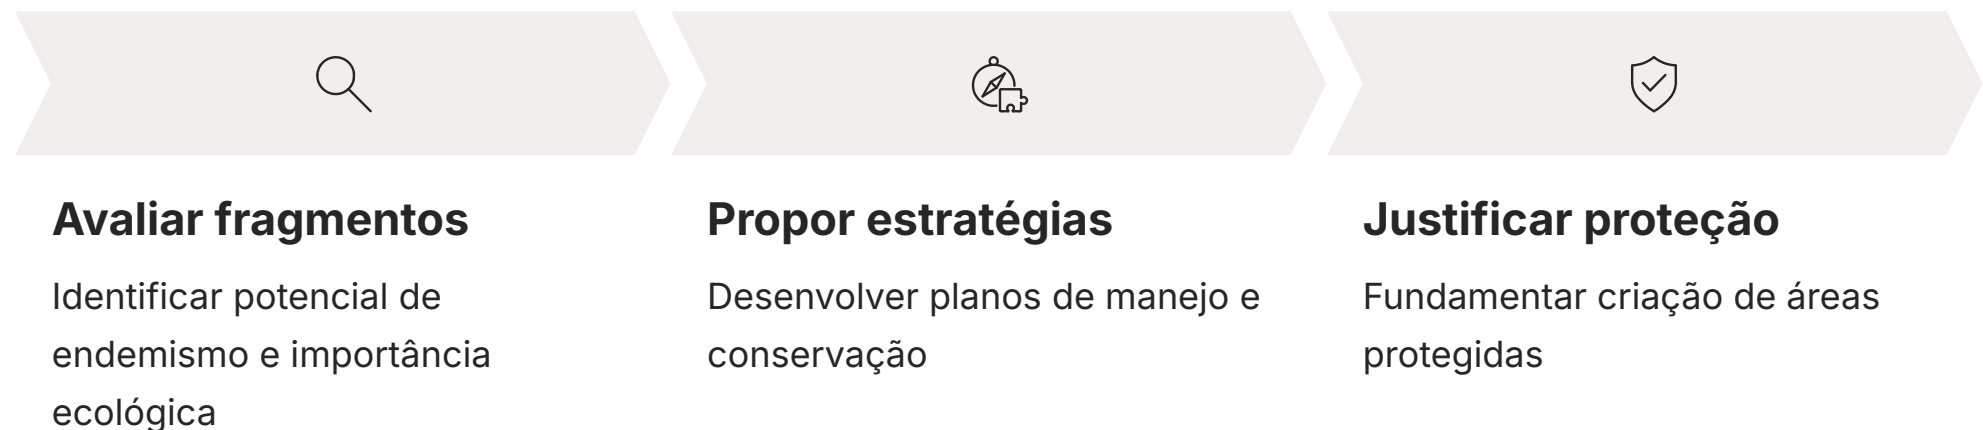 Avaliar fragmentos
Identificar potencial de
endemismo e importância
ecológica
Propor estratégias
Desenvolver planos de manejo e
conservação
Justificar proteção
Fundamentar criação de áreas
protegidas